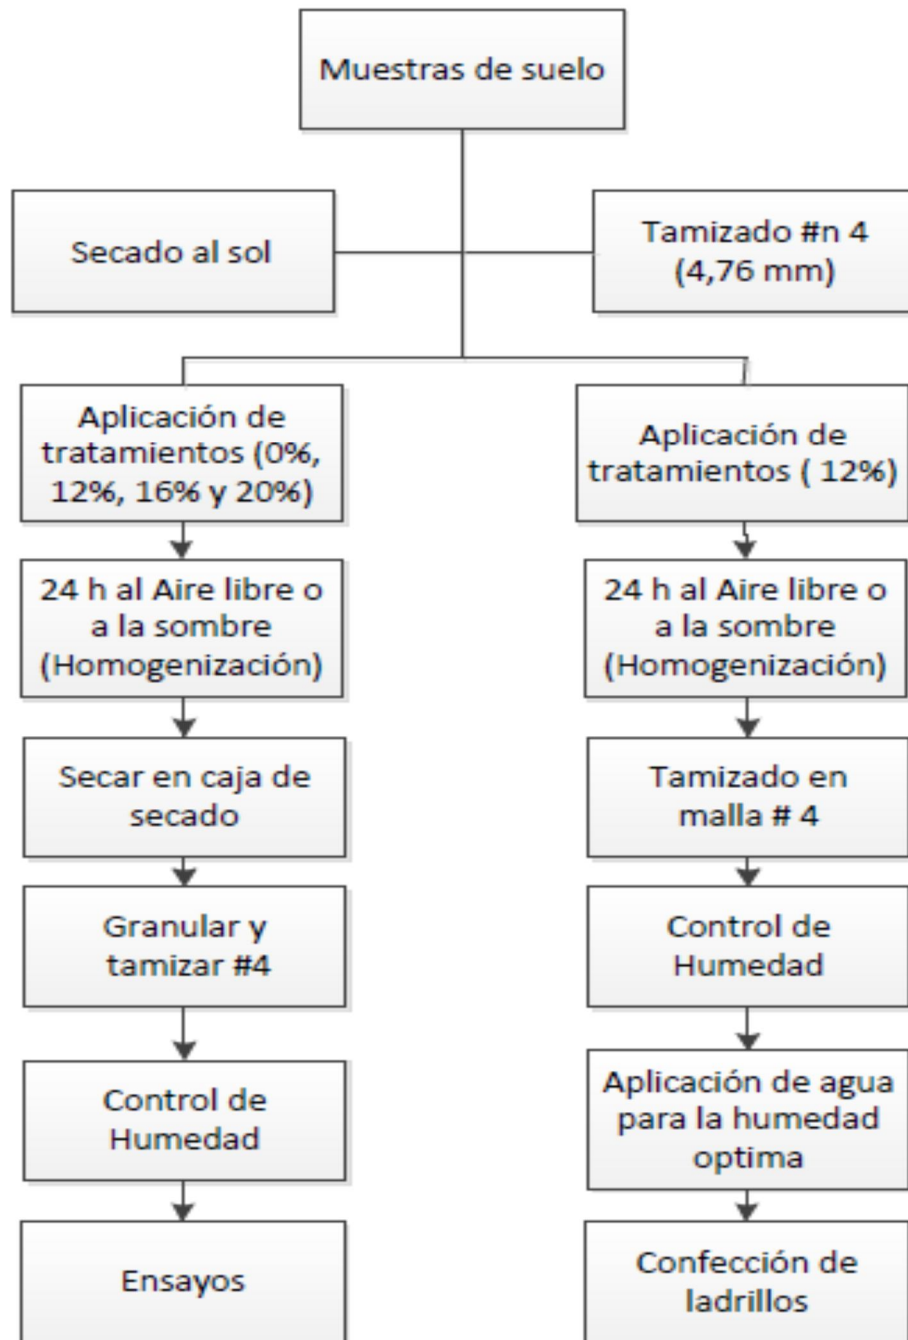 Muestras de suelo
Secado al sol
Tamizado #n 4
(4,76 mm)
Aplicación de
tratamientos (0%,
12%, 16% y 20%)
24 h al Aire libre o
a la sombre
(Homogenización)
Secar en caja de
secado
Granular y
tamizar #4
Control de
Humedad
Ensayos
Aplicación de
tratamientos ( 12%)
24 h al Aire libre o
a la sombre
(Homogenización)
Tamizado en
malla # 4
Control de
Humedad
Aplicación de agua
para la humedad
optima
Confección de
ladrillos